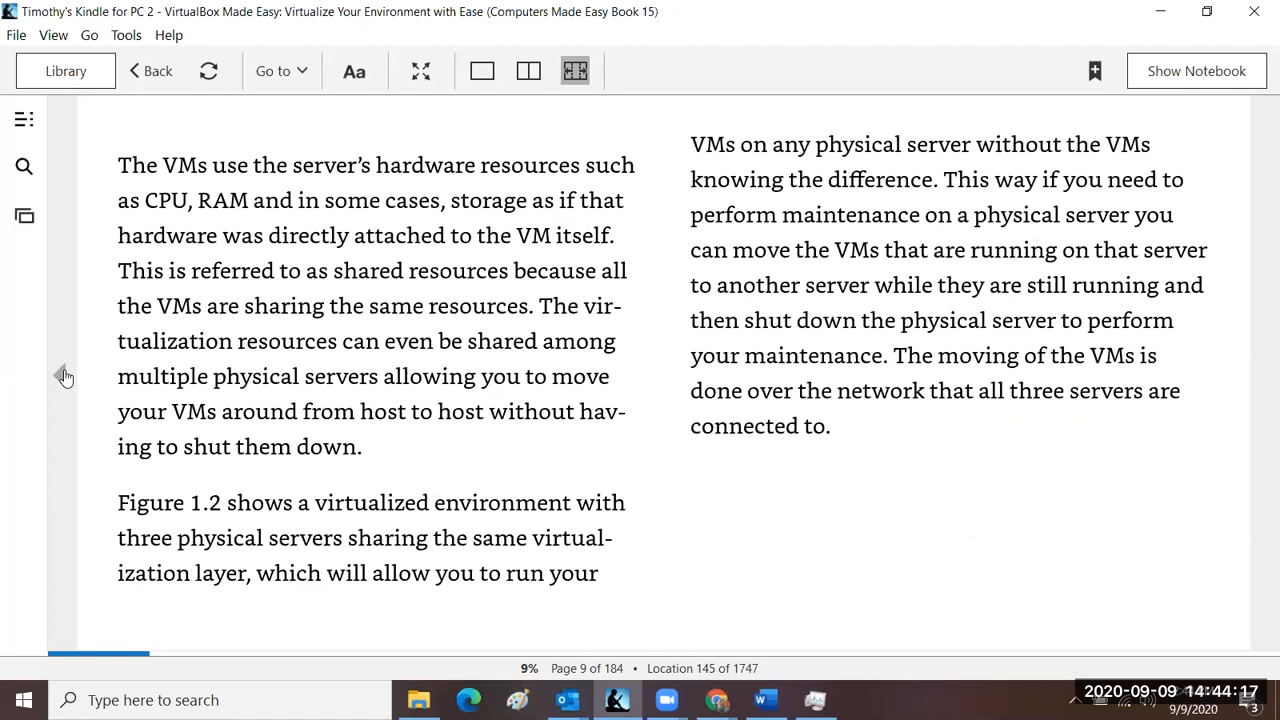 Timothy's Kindle for PC 2 - VirtualBox Made Easy: Virtualize Your Environment with Ease (Computers Made Easy Book 15)
File View Go Tools Help
Library Back Go to Aa Show Notebook
The VMs use the server's hardware resources such
as CPU, RAM and in some cases, storage as if that
hardware was directly attached to the VM itself.
This is referred to as shared resources because all
the VMs are sharing the same resources. The vir-
tualization resources can even be shared among
multiple physical servers allowing you to move
your VMs around from host to host without hav-
ing to shut them down.
Figure 1.2 shows a virtualized environment with
three physical servers sharing the same virtual-
ization layer, which will allow you to run your
VMs on any physical server without the VMs
knowing the difference. This way if you need to
perform maintenance on a physical server you
can move the VMs that are running on that server
to another server while they are still running and
then shut down the physical server to perform
your maintenance. The moving of the VMs is
done over the network that all three servers are
connected to.
9% Page 9 of 184 • Location 145 of 1747
Type here to search
2020-09-09 14:44:17
9/9/2020
3